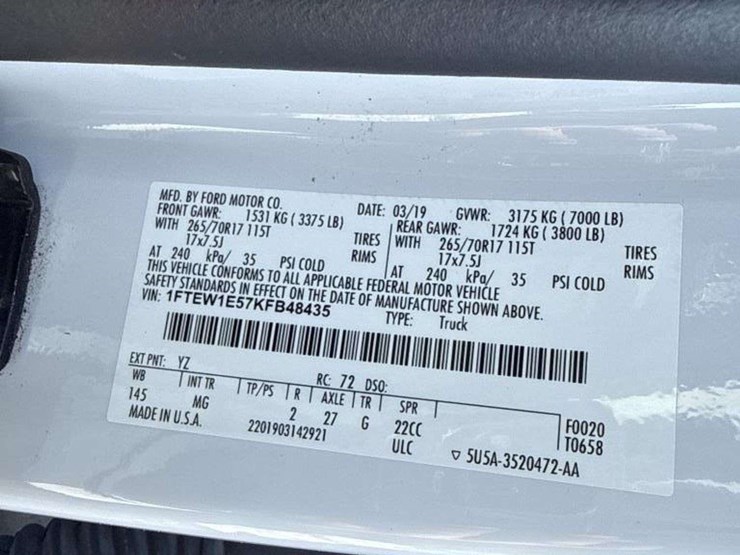 MFD. BY FORD MOTOR CO. DATE: 03/19 GVWR: 3175 KG ( 7000 LB)
FRONT GAWR: 1531 KG ( 3375 LB) REAR GAWR: 1724 KG ( 3800 LB)
WITH 265/70R17 115T TIRES WITH 265/70R17 115T TIRES
17x7.5J RIMS 17x7.5J RIMS
AT 240 kPa/ 35 PSI COLD AT 240 kPa/ 35 PSI COLD
THIS VEHICLE CONFORMS TO ALL APPLICABLE FEDERAL MOTOR VEHICLE
SAFETY STANDARDS IN EFFECT ON THE DATE OF MANUFACTURE SHOWN ABOVE.
VIN: 1FTEW1E57KFB48435 TYPE: Truck
EXT PNT: YZ RC: 72 DSO:
WB INT TR TP/PS R AXLE TR SPR F0020
145 MG 2 27 G 22CC T0658
MADE IN U.S.A. 2201903142921 ULC ▽ 5U5A-3520472-AA